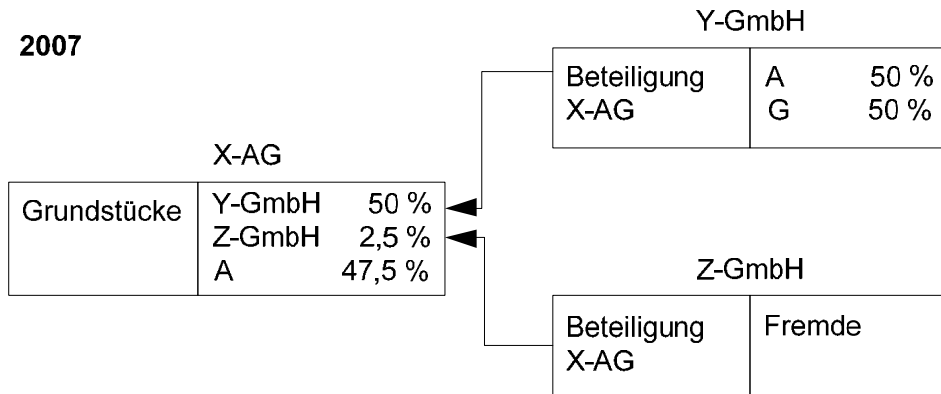 2007
Y-GmbH
Beteiligung
X-AG
A 50 %
G 50 %
X-AG
Grundstücke
Y-GmbH 50 %
Z-GmbH 2,5 %
A 47,5 %
Z-GmbH
Beteiligung
X-AG
Fremde